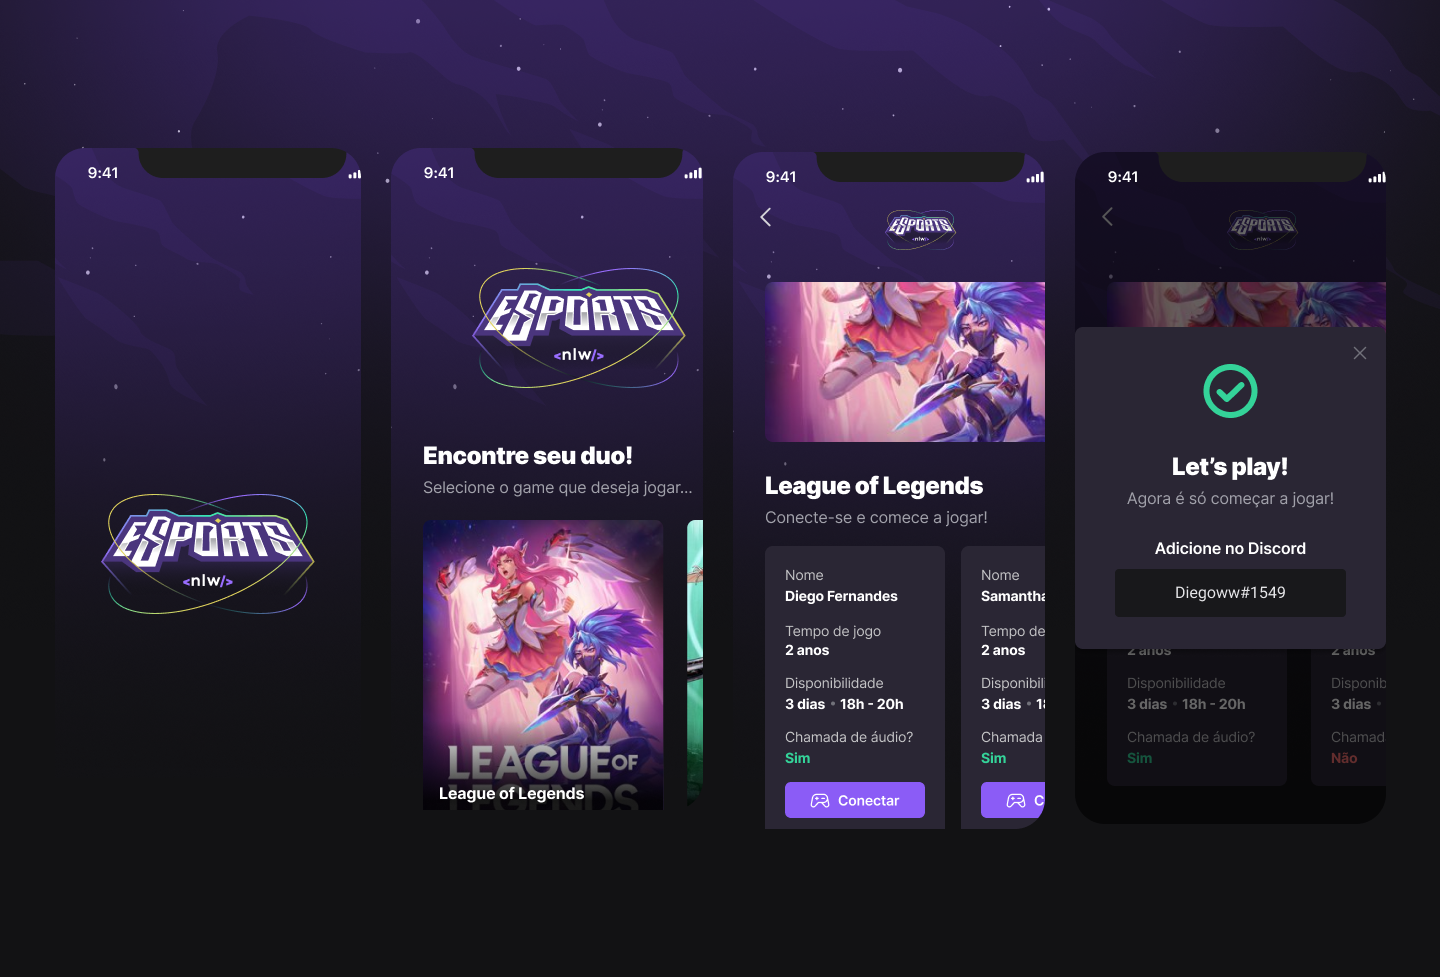 9:41
ESPORTS
<nlw/>
9:41
ESPORTS
<nlw/>
Encontre seu duo!
Selecione o game que deseja jogar...
LEAGUE OF
LEGENDS
League of Legends
9:41
ESPORTS
<nlw/>
League of Legends
Conecte-se e comece a jogar!
Nome
Diego Fernandes
Tempo de jogo
2 anos
Disponibilidade
3 dias • 18h - 20h
Chamada de áudio?
Sim
Conectar
Nome
Samantha
Tempo de
2 anos
Disponibil
3 dias • 18
Chamada
Sim
C
9:41
ESPORTS
<nlw/>
Let’s play!
Agora é só começar a jogar!
Adicione no Discord
Diegoww#1549
2 anos
Disponibilidade
3 dias • 18h - 20h
Chamada de áudio?
Sim
2 anos
Disponib
3 dias •
Chamad
Não